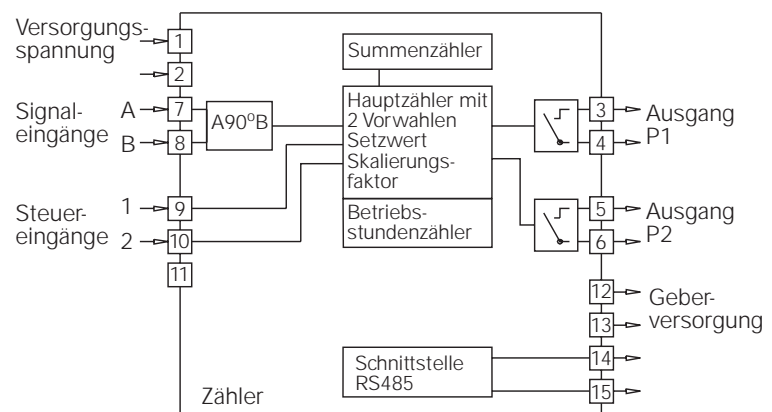 Versorgungs-
spannung
1
2
Signal-
eingänge
A
B
7
8
A90°B
Steuer-
eingänge
1
2
9
10
11
Zähler
Summenzähler
Hauptzähler mit
2 Vorwahlen
Setzwert
Skalierungs-
faktor
Betriebs-
stundenzähler
Schnittstelle
RS485
3
4
Ausgang
P1
5
6
Ausgang
P2
12
13
Geber-
versorgung
14
15